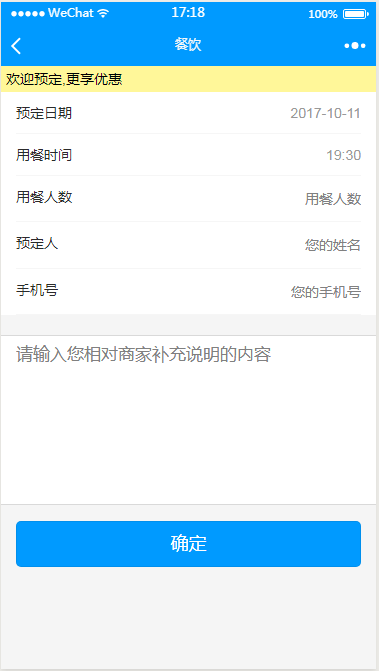 WeChat 17:18 100%
餐饮
欢迎预定,更享优惠
预定日期 2017-10-11
用餐时间 19:30
用餐人数 用餐人数
预定人 您的姓名
手机号 您的手机号
请输入您相对商家补充说明的内容
确定